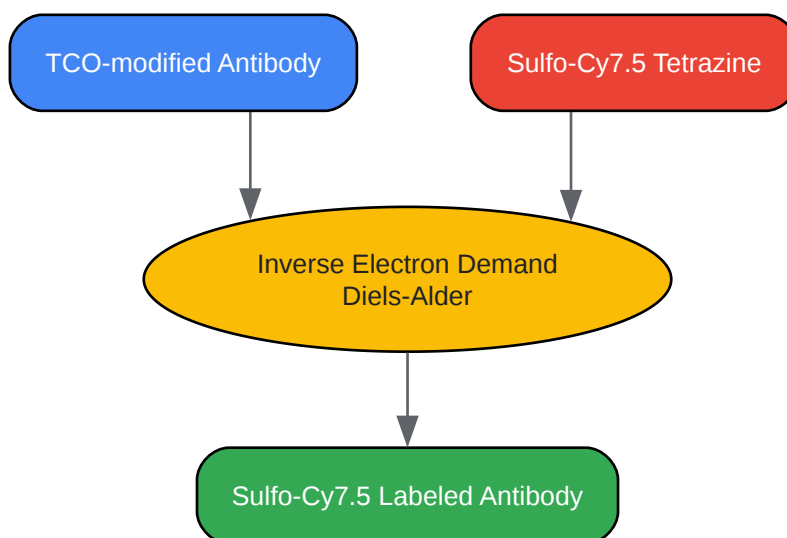 TCO-modified Antibody
Sulfo-Cy7.5 Tetrazine
Inverse Electron Demand
Diels-Alder
Sulfo-Cy7.5 Labeled Antibody